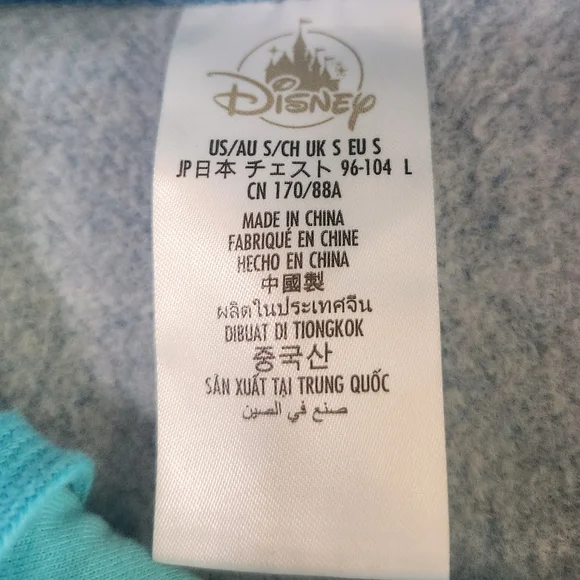 Disney
US/AU S/CH UK S EU S
JP日本 チェスト 96-104 L
CN 170/88A
MADE IN CHINA
FABRIQUÉ EN CHINE
HECHO EN CHINA
中國製
ผลิตในประเทศจีน
DIBUAT DI TIONGKOK
중국산
SẢN XUẤT TẠI TRUNG QUỐC
صنع في الصين